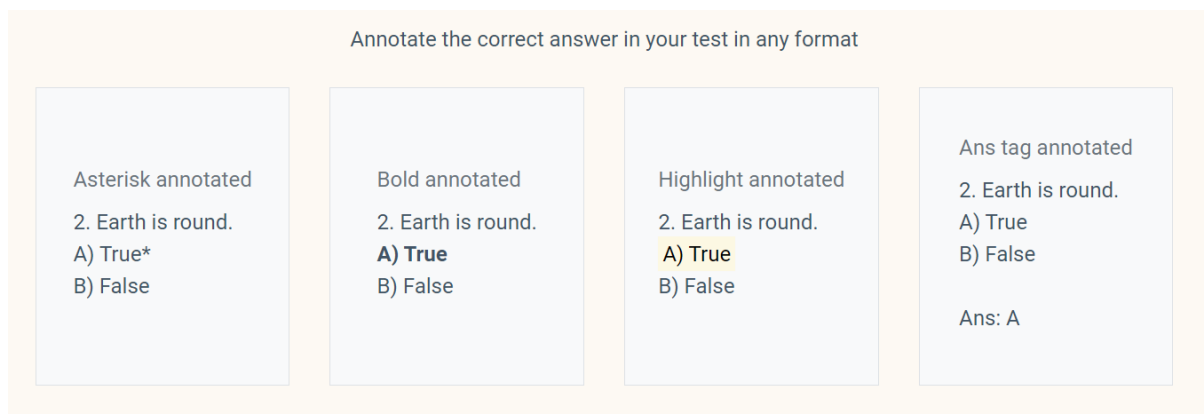 Annotate the correct answer in your test in any format
Asterisk annotated
2. Earth is round.
A) True*
B) False
Bold annotated
2. Earth is round.
A) True
B) False
Highlight annotated
2. Earth is round.
A) True
B) False
Ans tag annotated
2. Earth is round.
A) True
B) False
Ans: A